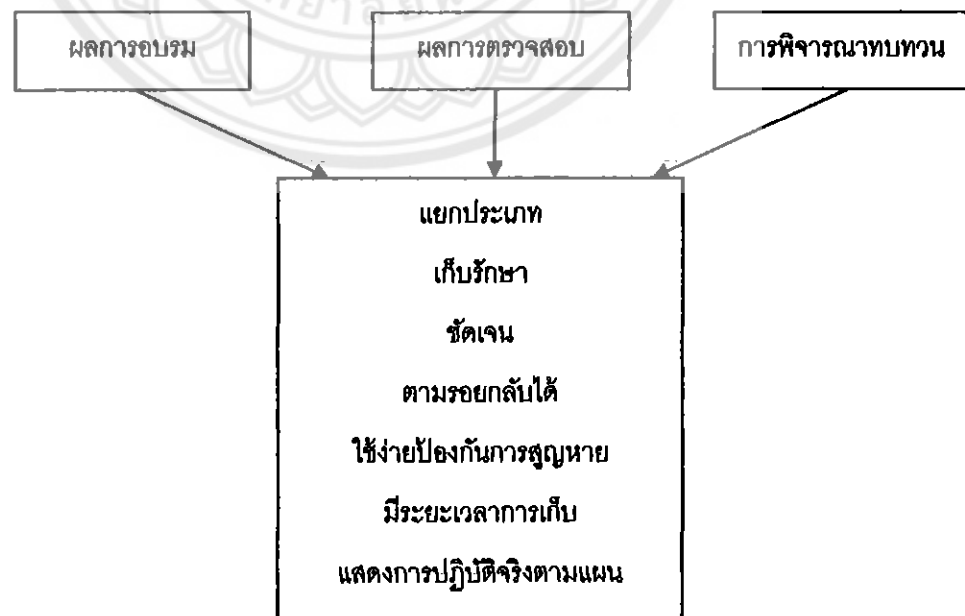 ผลการอบรม
ผลการตรวจสอบ
การพิจารณาทบทวน
แยกประเภท
เก็บรักษา
ชัดเจน
ตามรอยกลับได้
ใช้ง่ายป้องกันการสูญหาย
มีระยะเวลาการเก็บ
แสดงการปฏิบัติจริงตามแผน